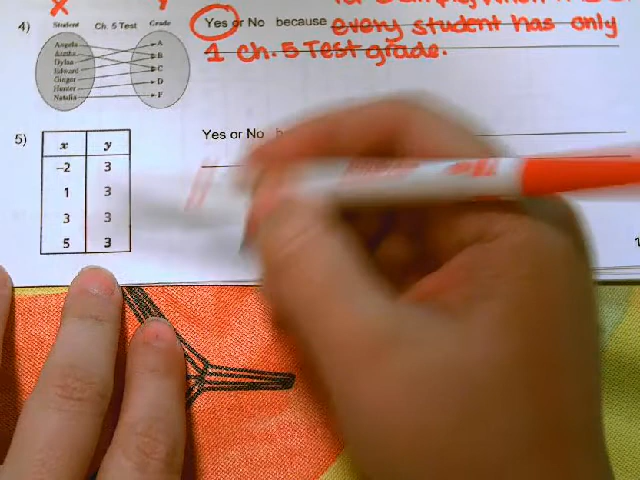 x y
4) Student Ch. 5 Test Grade Yes or No because every student has only
1 Ch. 5 Test grade.
Angela A
B
Dylan
Edward C
Ginger D
Hunter
Natalia F
5) x y Yes or No
-2 3
1 3
3 3
5 3